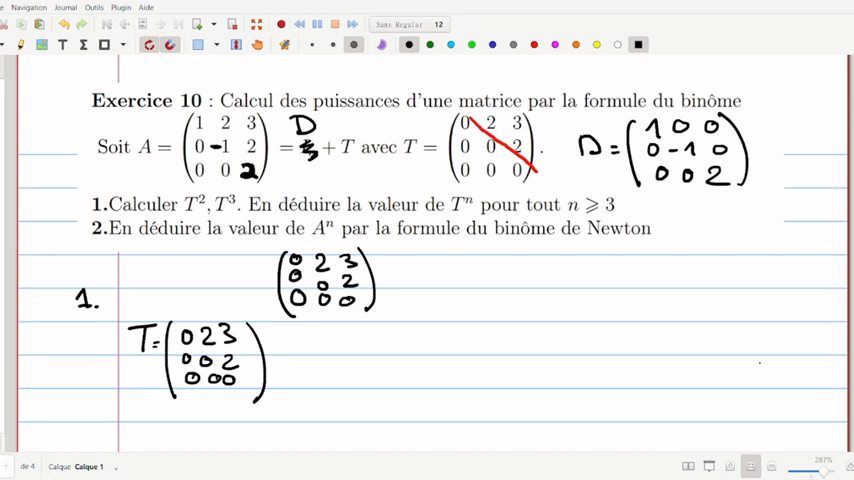 Navigation Journal Outils Plugin Aide
Sans Regular 12
Exercice 10 : Calcul des puissances d'une matrice par la formule du binôme
Soit A = ( 1 2 3 ) = D + T avec T = ( 0 2 3 ) . D = ( 1 0 0 )
0 -1 2 0 0 2 0 -1 0
0 0 2 0 0 0 0 0 2
1.Calculer T², T³. En déduire la valeur de Tⁿ pour tout n ⩾ 3
2.En déduire la valeur de Aⁿ par la formule du binôme de Newton
( 0 2 3 )
0 0 2
0 0 0
1.
T = ( 0 2 3 )
0 0 2
0 0 0
de 4 Calque Calque 1 287%